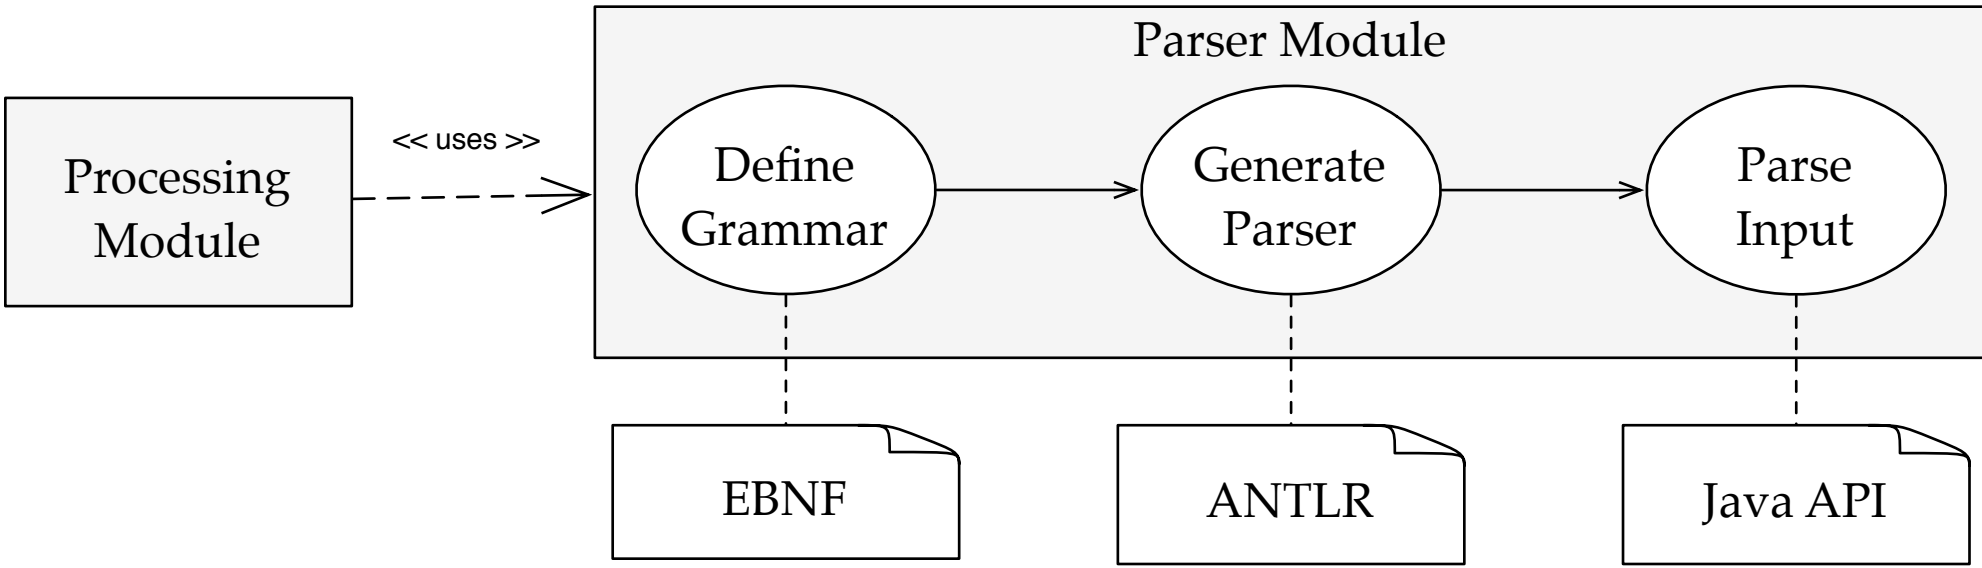 Parser Module
Processing
Module
<< uses >>
Define
Grammar
Generate
Parser
Parse
Input
EBNF
ANTLR
Java API